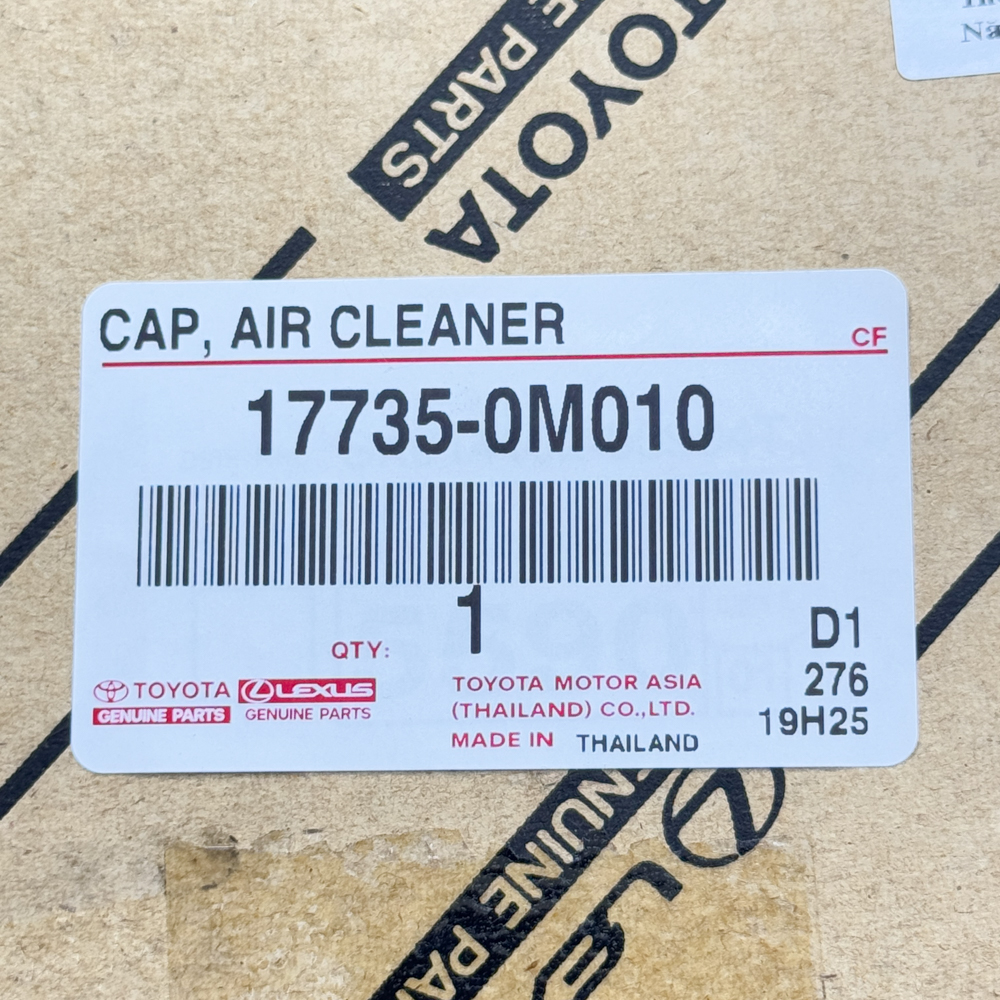 TOYOTA
GENUINE PARTS
CAP, AIR CLEANER
CF
17735-0M010
1
QTY:
D1
276
19H25
TOYOTA
GENUINE PARTS
LEXUS
GENUINE PARTS
TOYOTA MOTOR ASIA
(THAILAND) CO.,LTD.
MADE IN THAILAND